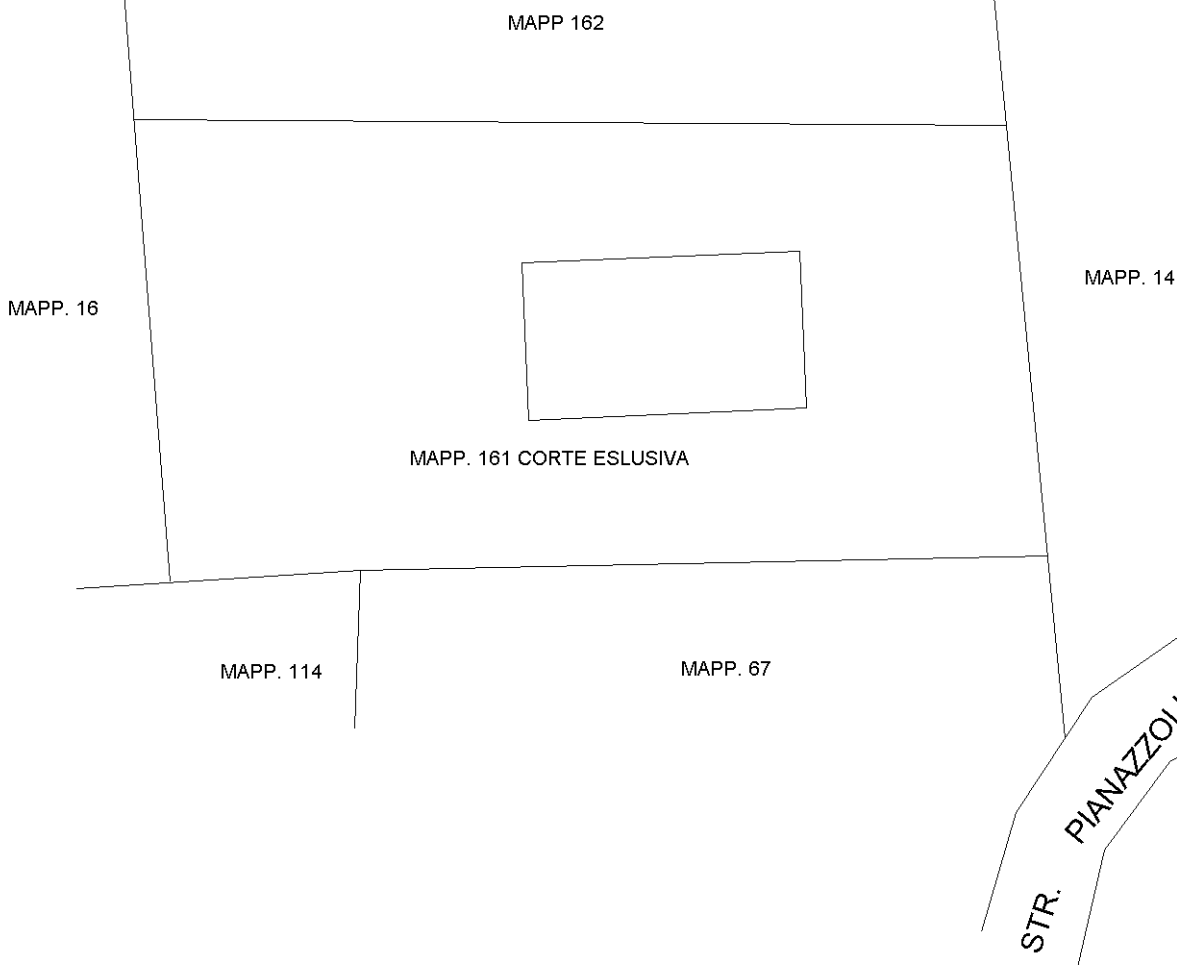 MAPP 162
MAPP. 14
MAPP. 16
MAPP. 161 CORTE ESLUSIVA
MAPP. 114
MAPP. 67
STR. PIANAZZOL